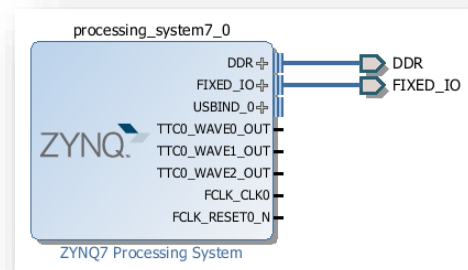 processing_system7_0
DDR
FIXED_IO
USBIND_0
TTC0_WAVE0_OUT
TTC0_WAVE1_OUT
TTC0_WAVE2_OUT
FCLK_CLK0
FCLK_RESET0_N
ZYNQ
DDR
FIXED_IO
ZYNQ7 Processing System